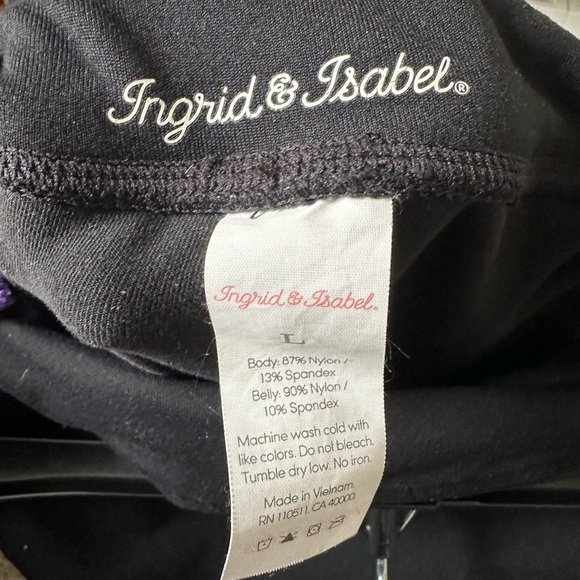 Ingrid & Isabel®
Ingrid & Isabel.
L
Body: 87% Nylon /
13% Spandex
Belly: 90% Nylon /
10% Spandex
Machine wash cold with
like colors. Do not bleach.
Tumble dry low. No iron.
Made in Vietnam.
RN 110511, CA 40000